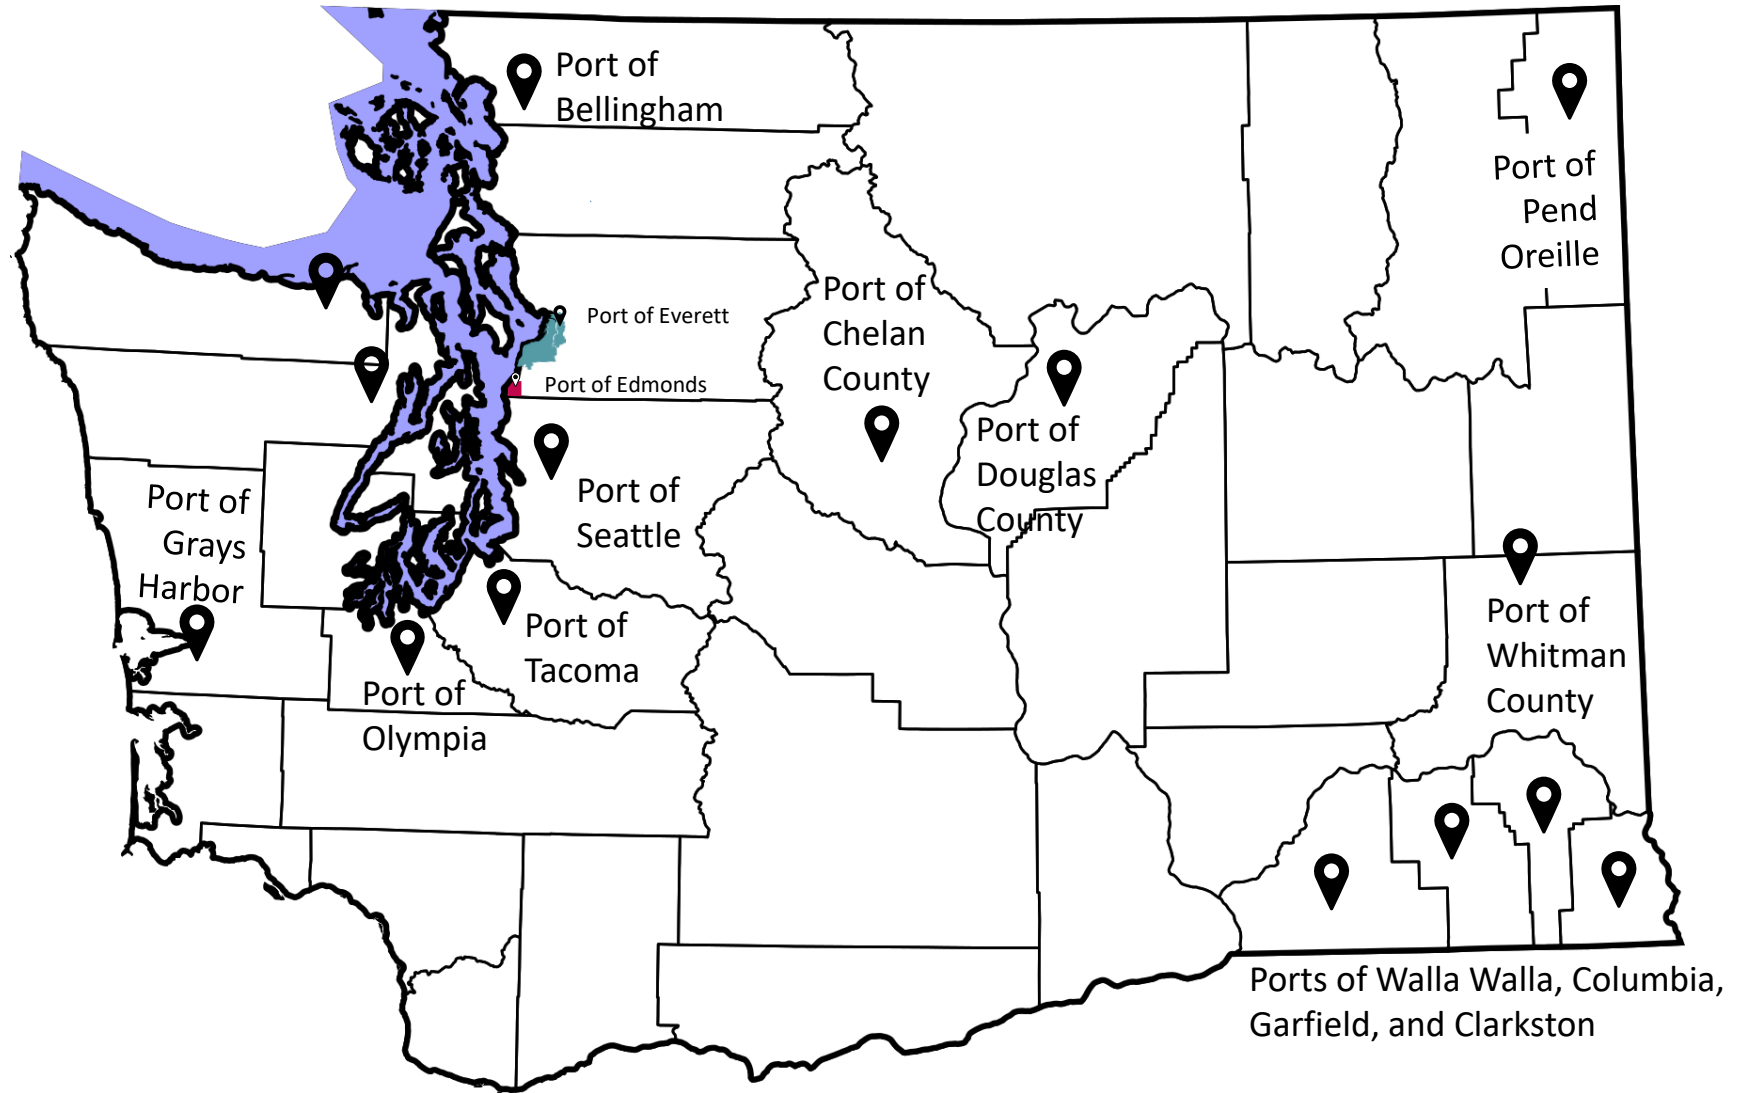 Port of
Bellingham
Port of
Pend
Oreille
Port of Everett
Port of Edmonds
Port of
Chelan
County
Port of
Douglas
County
Port of
Seattle
Port of
Grays
Harbor
Port of
Tacoma
Port of
Olympia
Port of
Whitman
County
Ports of Walla Walla, Columbia,
Garfield, and Clarkston